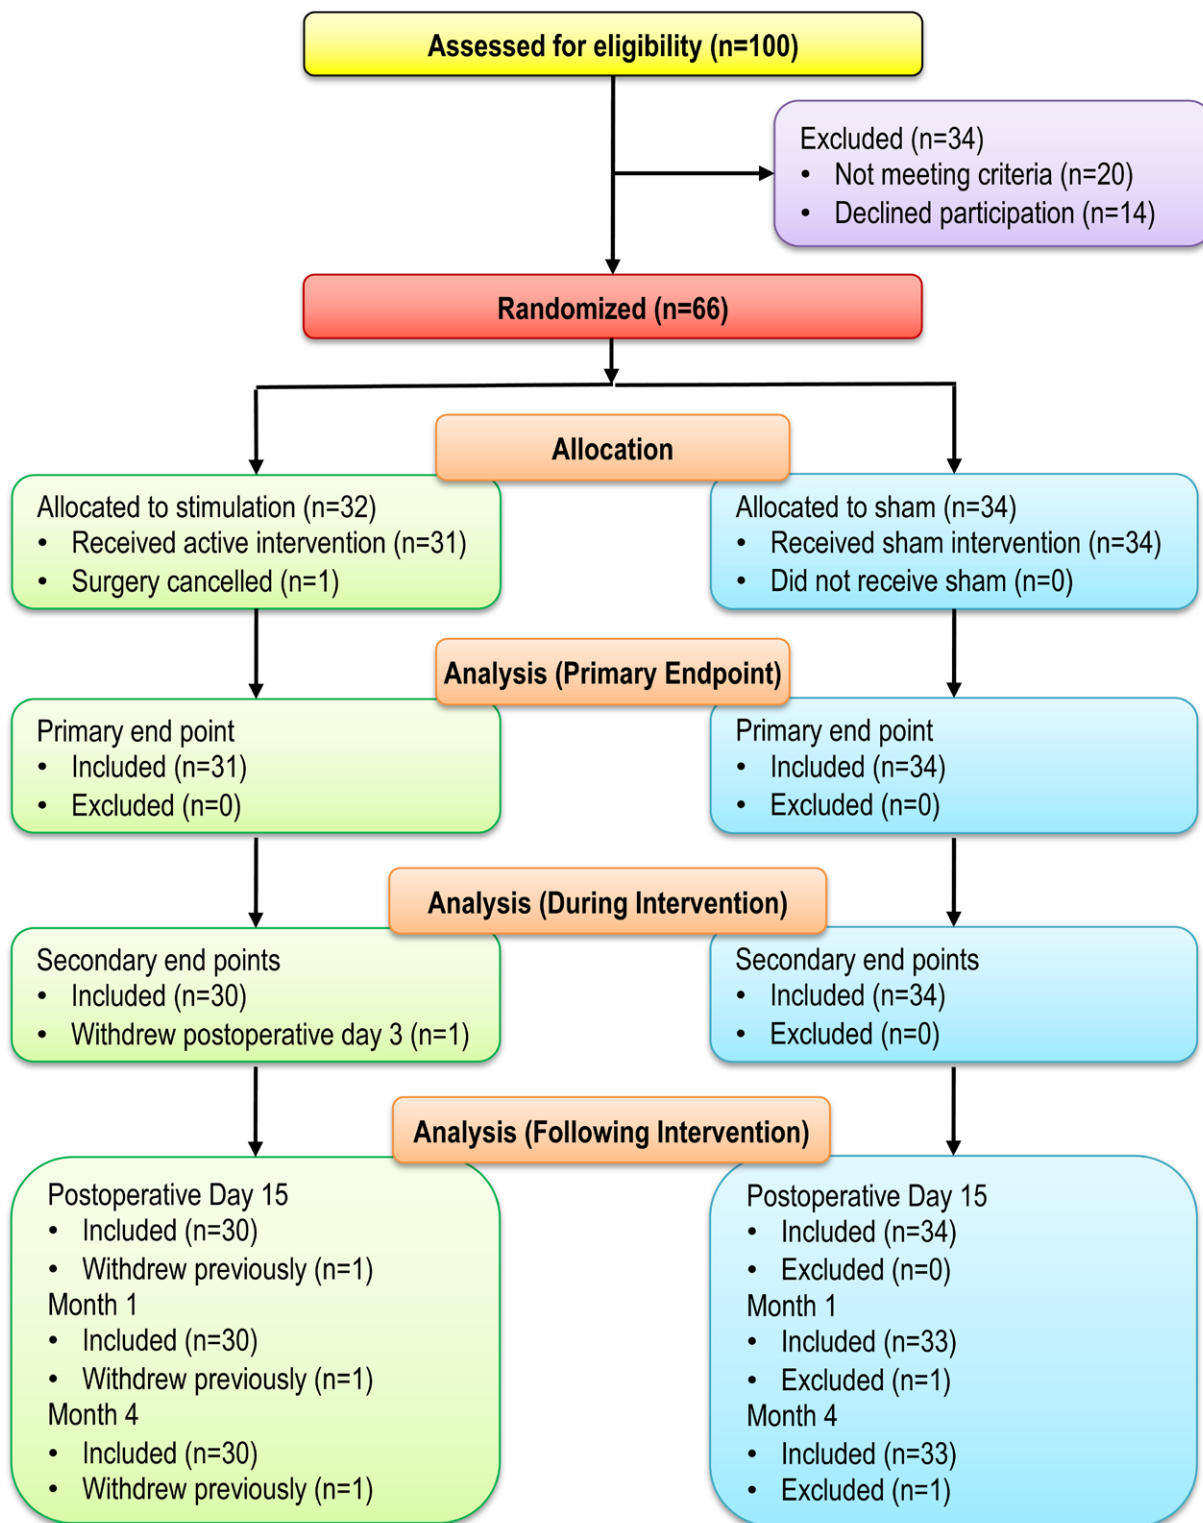 Assessed for eligibility (n=100)
Excluded (n=34)
• Not meeting criteria (n=20)
• Declined participation (n=14)
Randomized (n=66)
Allocation
Allocated to stimulation (n=32)
• Received active intervention (n=31)
• Surgery cancelled (n=1)
Allocated to sham (n=34)
• Received sham intervention (n=34)
• Did not receive sham (n=0)
Analysis (Primary Endpoint)
Primary end point
• Included (n=31)
• Excluded (n=0)
Primary end point
• Included (n=34)
• Excluded (n=0)
Analysis (During Intervention)
Secondary end points
• Included (n=30)
• Withdrew postoperative day 3 (n=1)
Secondary end points
• Included (n=34)
• Excluded (n=0)
Analysis (Following Intervention)
Postoperative Day 15
• Included (n=30)
• Withdrew previously (n=1)
Month 1
• Included (n=30)
• Withdrew previously (n=1)
Month 4
• Included (n=30)
• Withdrew previously (n=1)
Postoperative Day 15
• Included (n=34)
• Excluded (n=0)
Month 1
• Included (n=33)
• Excluded (n=1)
Month 4
• Included (n=33)
• Excluded (n=1)